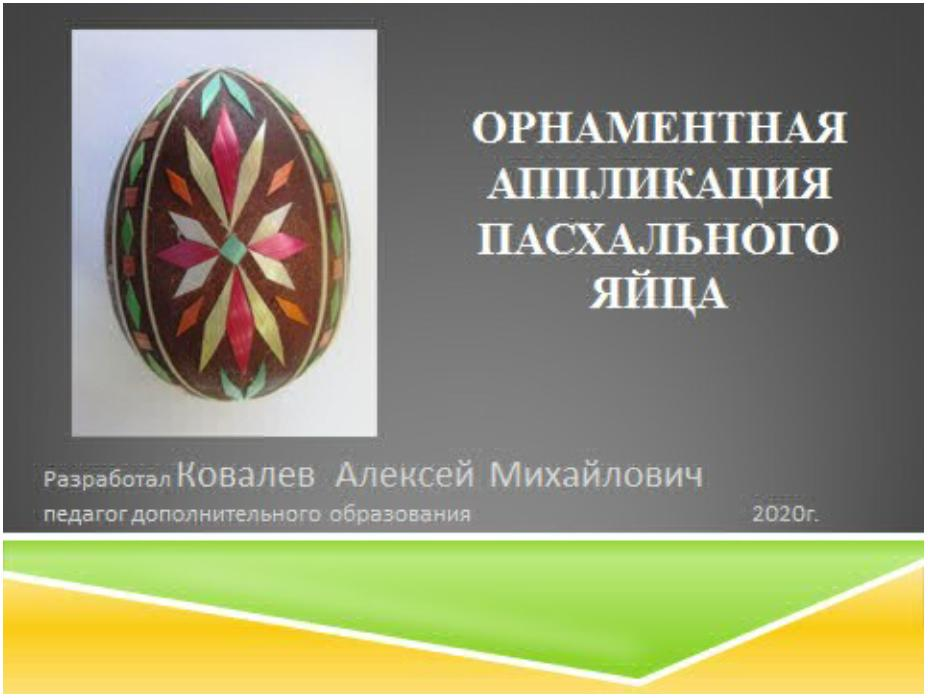 ОРНАМЕНТНАЯ
АППЛИКАЦИЯ
ПАСХАЛЬНОГО
ЯЙЦА
Разработал Ковалев Алексей Михайлович
педагог дополнительного образования 2020г.